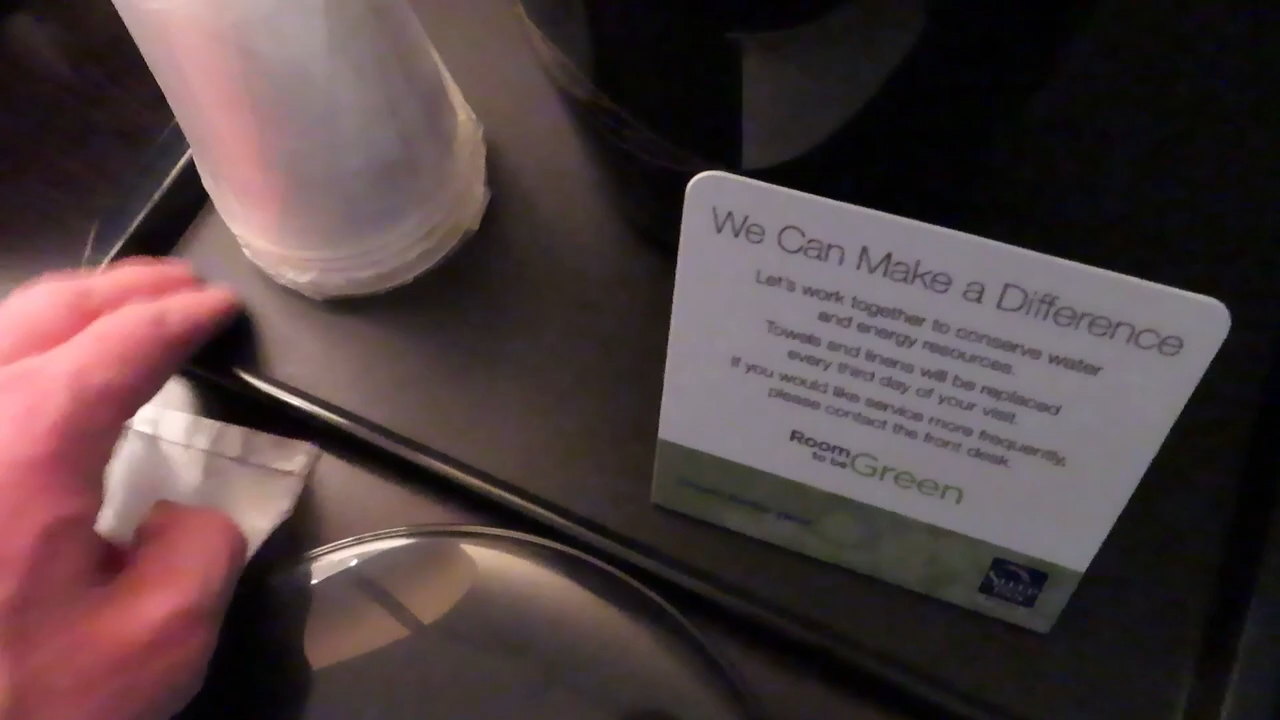 We Can Make a Difference
Let's work together to conserve water
and energy resources.
Towels and linens will be replaced
every third day of your visit.
If you would like service more frequently,
please contact the front desk.
Room
to be Green
SLEEP